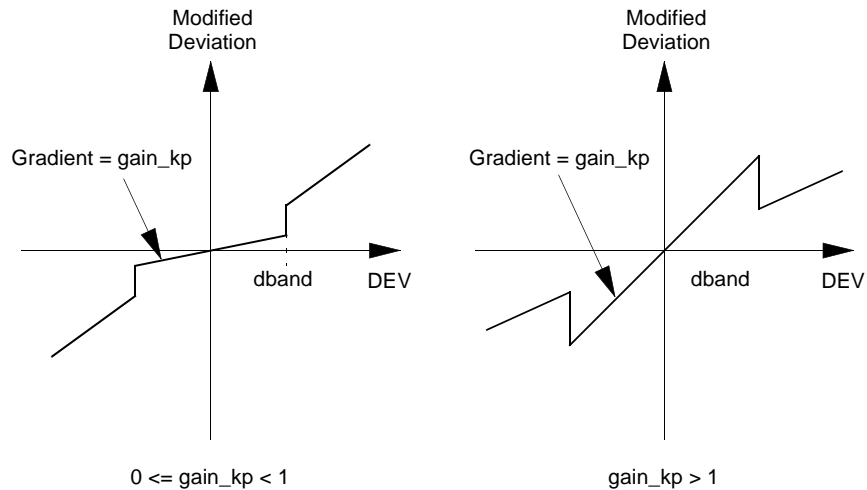 Modified
Deviation
Gradient = gain_kp
dband
DEV
0 <= gain_kp < 1
Modified
Deviation
Gradient = gain_kp
dband
DEV
gain_kp > 1